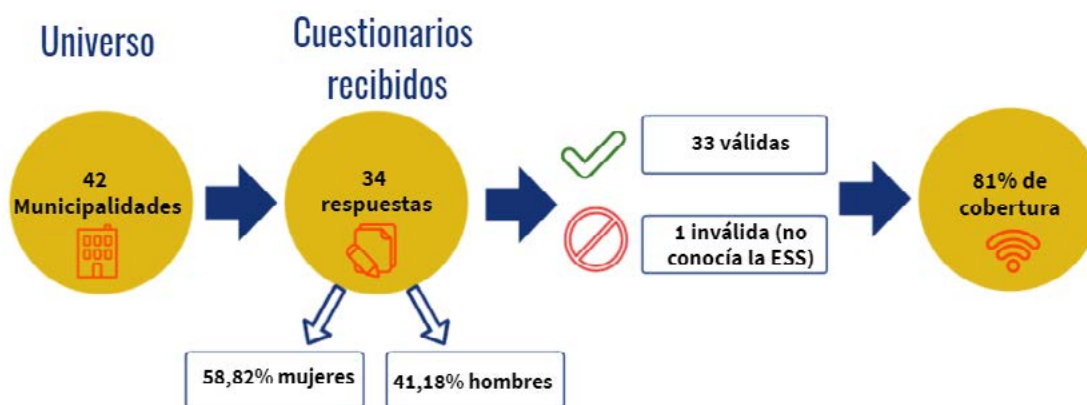 Universo
Cuestionarios
recibidos
42
Municipalidades
34
respuestas
33 válidas
1 inválida (no
conocía la ESS)
81% de
cobertura
58,82% mujeres
41,18% hombres